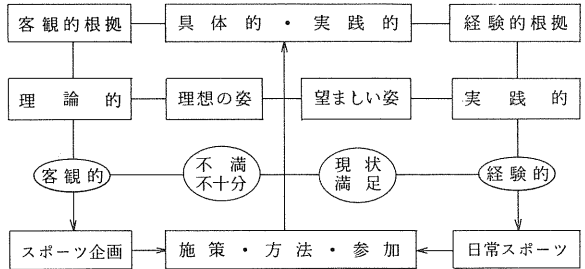 客観的根拠
具体的・実践的
経験的根拠
理論的
理想の姿
望ましい姿
実践的
客観的
不満
不十分
現状
満足
経験的
スポーツ企画
施策・方法・参加
日常スポーツ